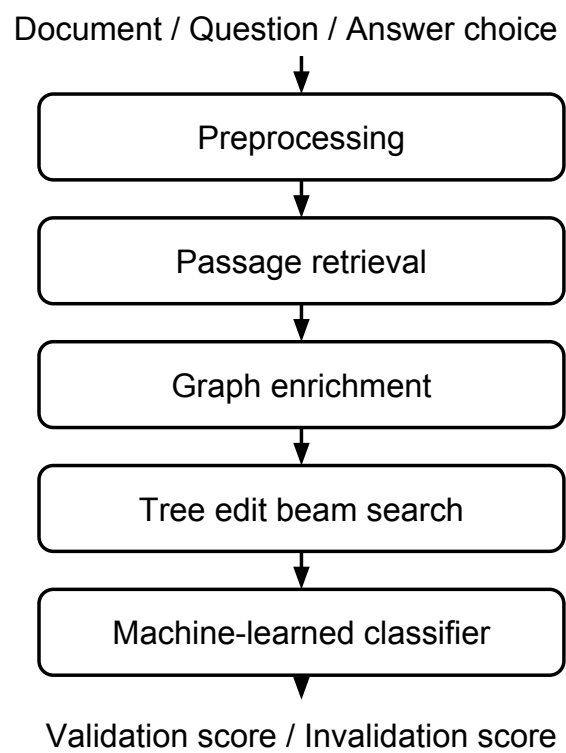 Document / Question / Answer choice
Preprocessing
Passage retrieval
Graph enrichment
Tree edit beam search
Machine-learned classifier
Validation score / Invalidation score